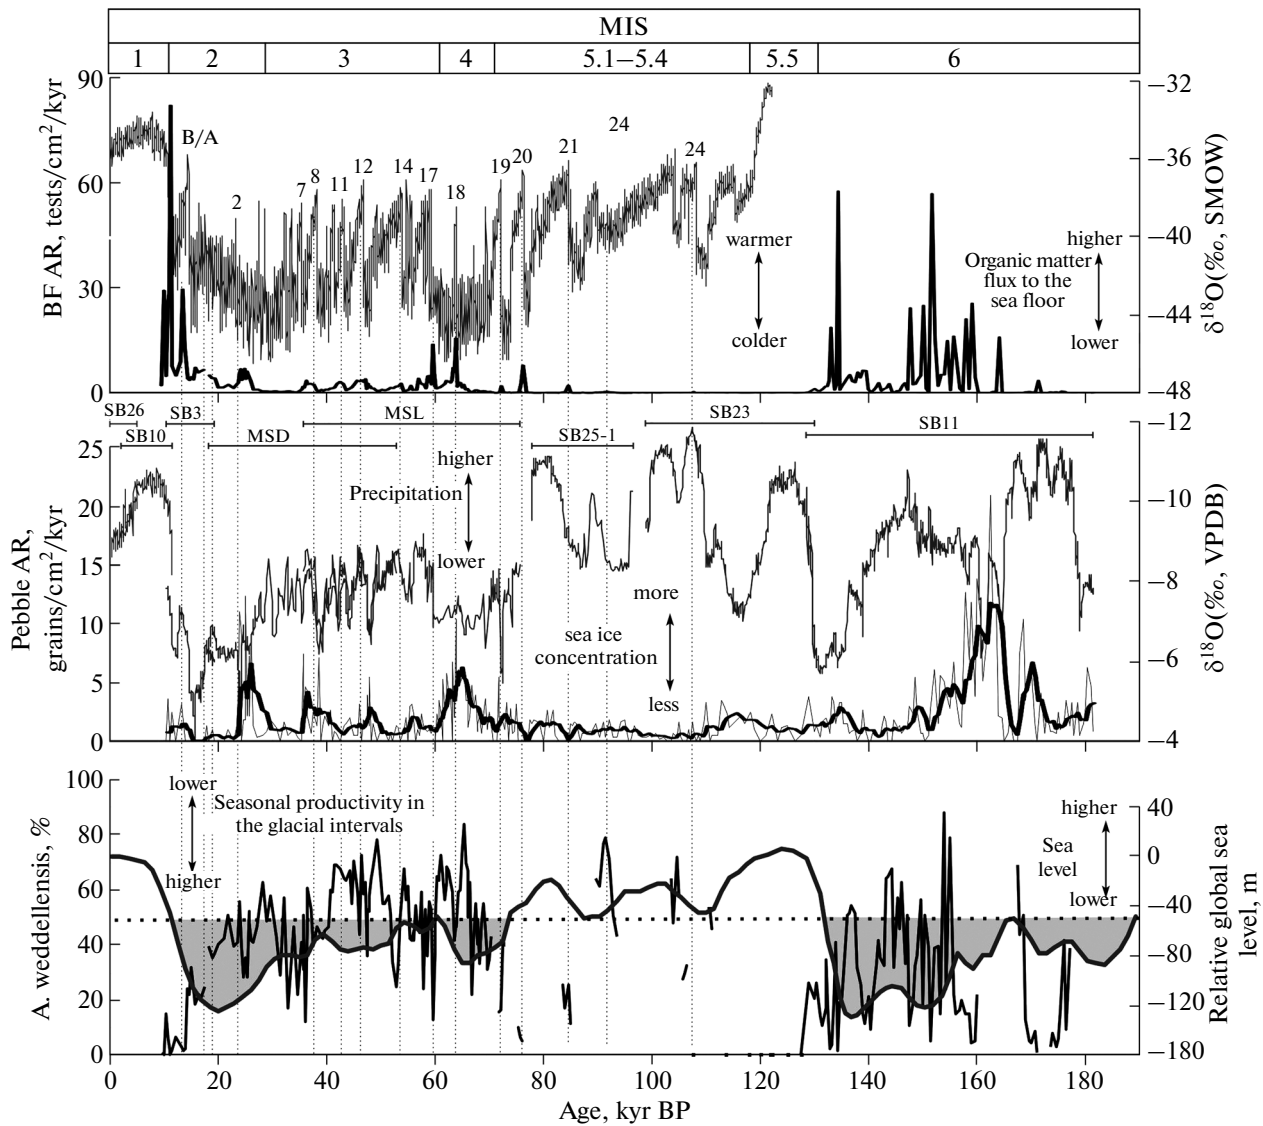 MIS
1 2 3 4 5.1–5.4 5.5 6
90
60
30
0
BF AR, tests/cm²/kyr
B/A
2
7
8
11
12
14
17
18
19
20
21
24
24
warmer
colder
higher
Organic matter
flux to the
sea floor
lower
–32
–36
–40
–44
–48
δ¹⁸O(‰, SMOW)
SB26
SB10
SB3
MSD
MSL
SB25-1
SB23
SB11
25
20
15
10
5
0
Pebble AR,
grains/cm²/kyr
higher
Precipitation
lower
more
sea ice
concentration
less
–12
–10
–8
–6
–4
δ¹⁸O(‰, VPDB)
100
80
60
40
20
0
A. weddellensis, %
lower
higher
Seasonal productivity in
the glacial intervals
higher
Sea
level
lower
40
0
–40
–80
–120
–180
Relative global sea
level, m
0 20 40 60 80 100 120 140 160 180
Age, kyr BP